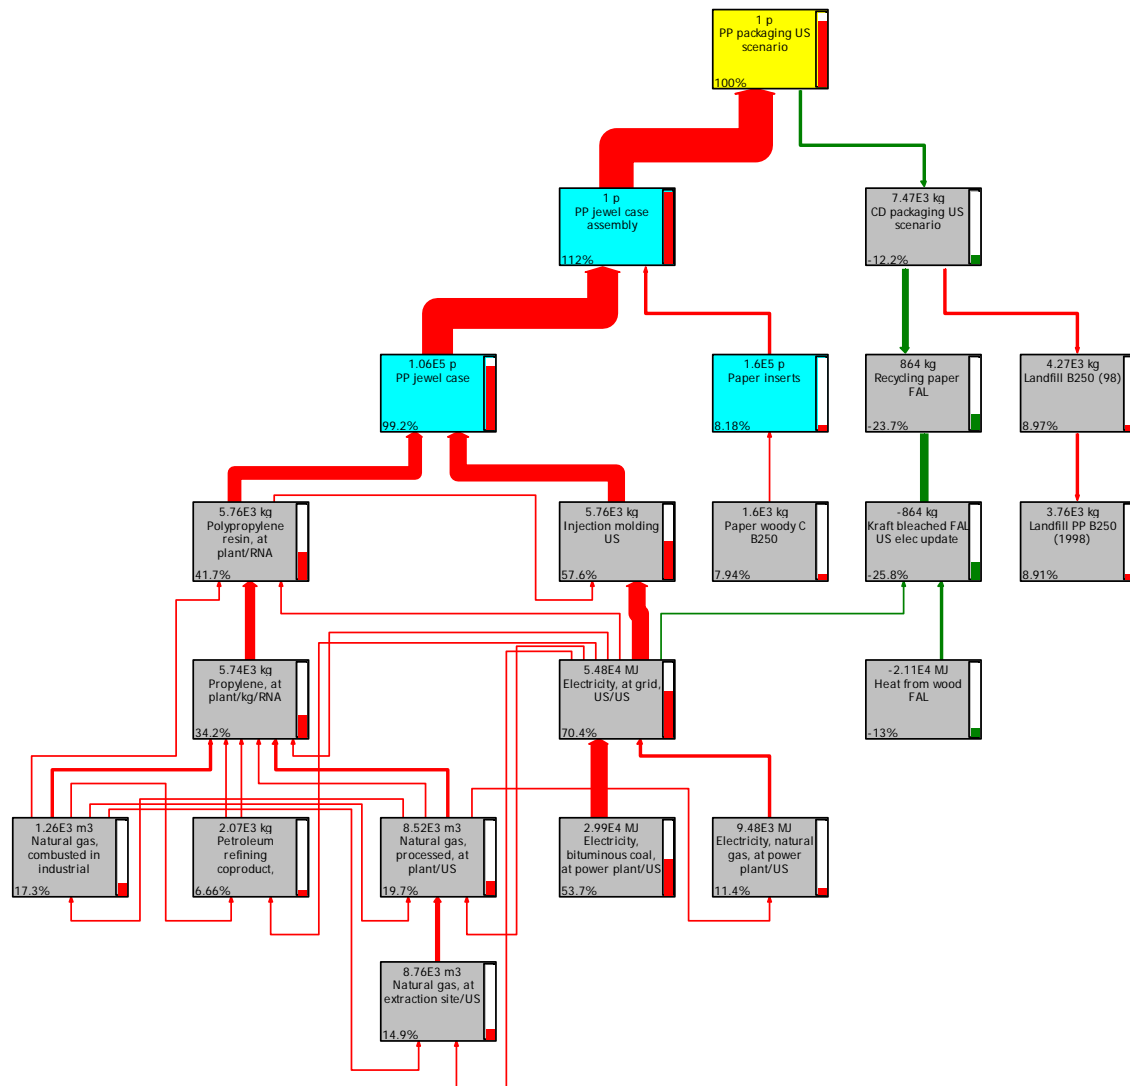 1 p
PP packaging US
scenario
100%
1 p
PP jewel case
assembly
112%
7.47E3 kg
CD packaging US
scenario
-12.2%
1.06E5 p
PP jewel case
99.2%
1.6E5 p
Paper inserts
8.18%
864 kg
Recycling paper
FAL
-23.7%
4.27E3 kg
Landfill B250 (98)
8.97%
5.76E3 kg
Polypropylene
resin, at
plant/RNA
41.7%
5.76E3 kg
Injection molding
US
57.6%
1.6E3 kg
Paper woody C
B250
7.94%
-864 kg
Kraft bleached FAL
US elec update
-25.8%
3.76E3 kg
Landfill PP B250
(1998)
8.91%
5.74E3 kg
Propylene, at
plant/kg/RNA
34.2%
5.48E4 MJ
Electricity, at grid,
US/US
70.4%
-2.11E4 MJ
Heat from wood
FAL
-13%
1.26E3 m3
Natural gas,
combusted in
industrial
17.3%
2.07E3 kg
Petroleum
refining
coproduct,
6.66%
8.52E3 m3
Natural gas,
processed, at
plant/US
19.7%
2.99E4 MJ
Electricity,
bituminous coal,
at power plant/US
53.7%
9.48E3 MJ
Electricity, natural
gas, at power
plant/US
11.4%
8.76E3 m3
Natural gas, at
extraction site/US
14.9%